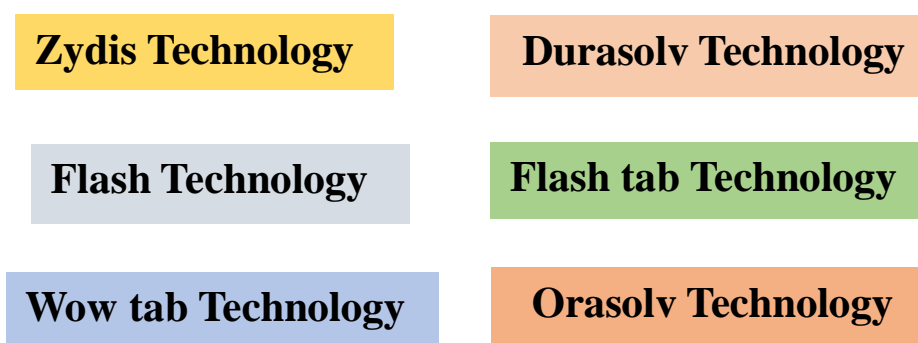 Zydis Technology
Durasolv Technology
Flash Technology
Flash tab Technology
Wow tab Technology
Orasolv Technology